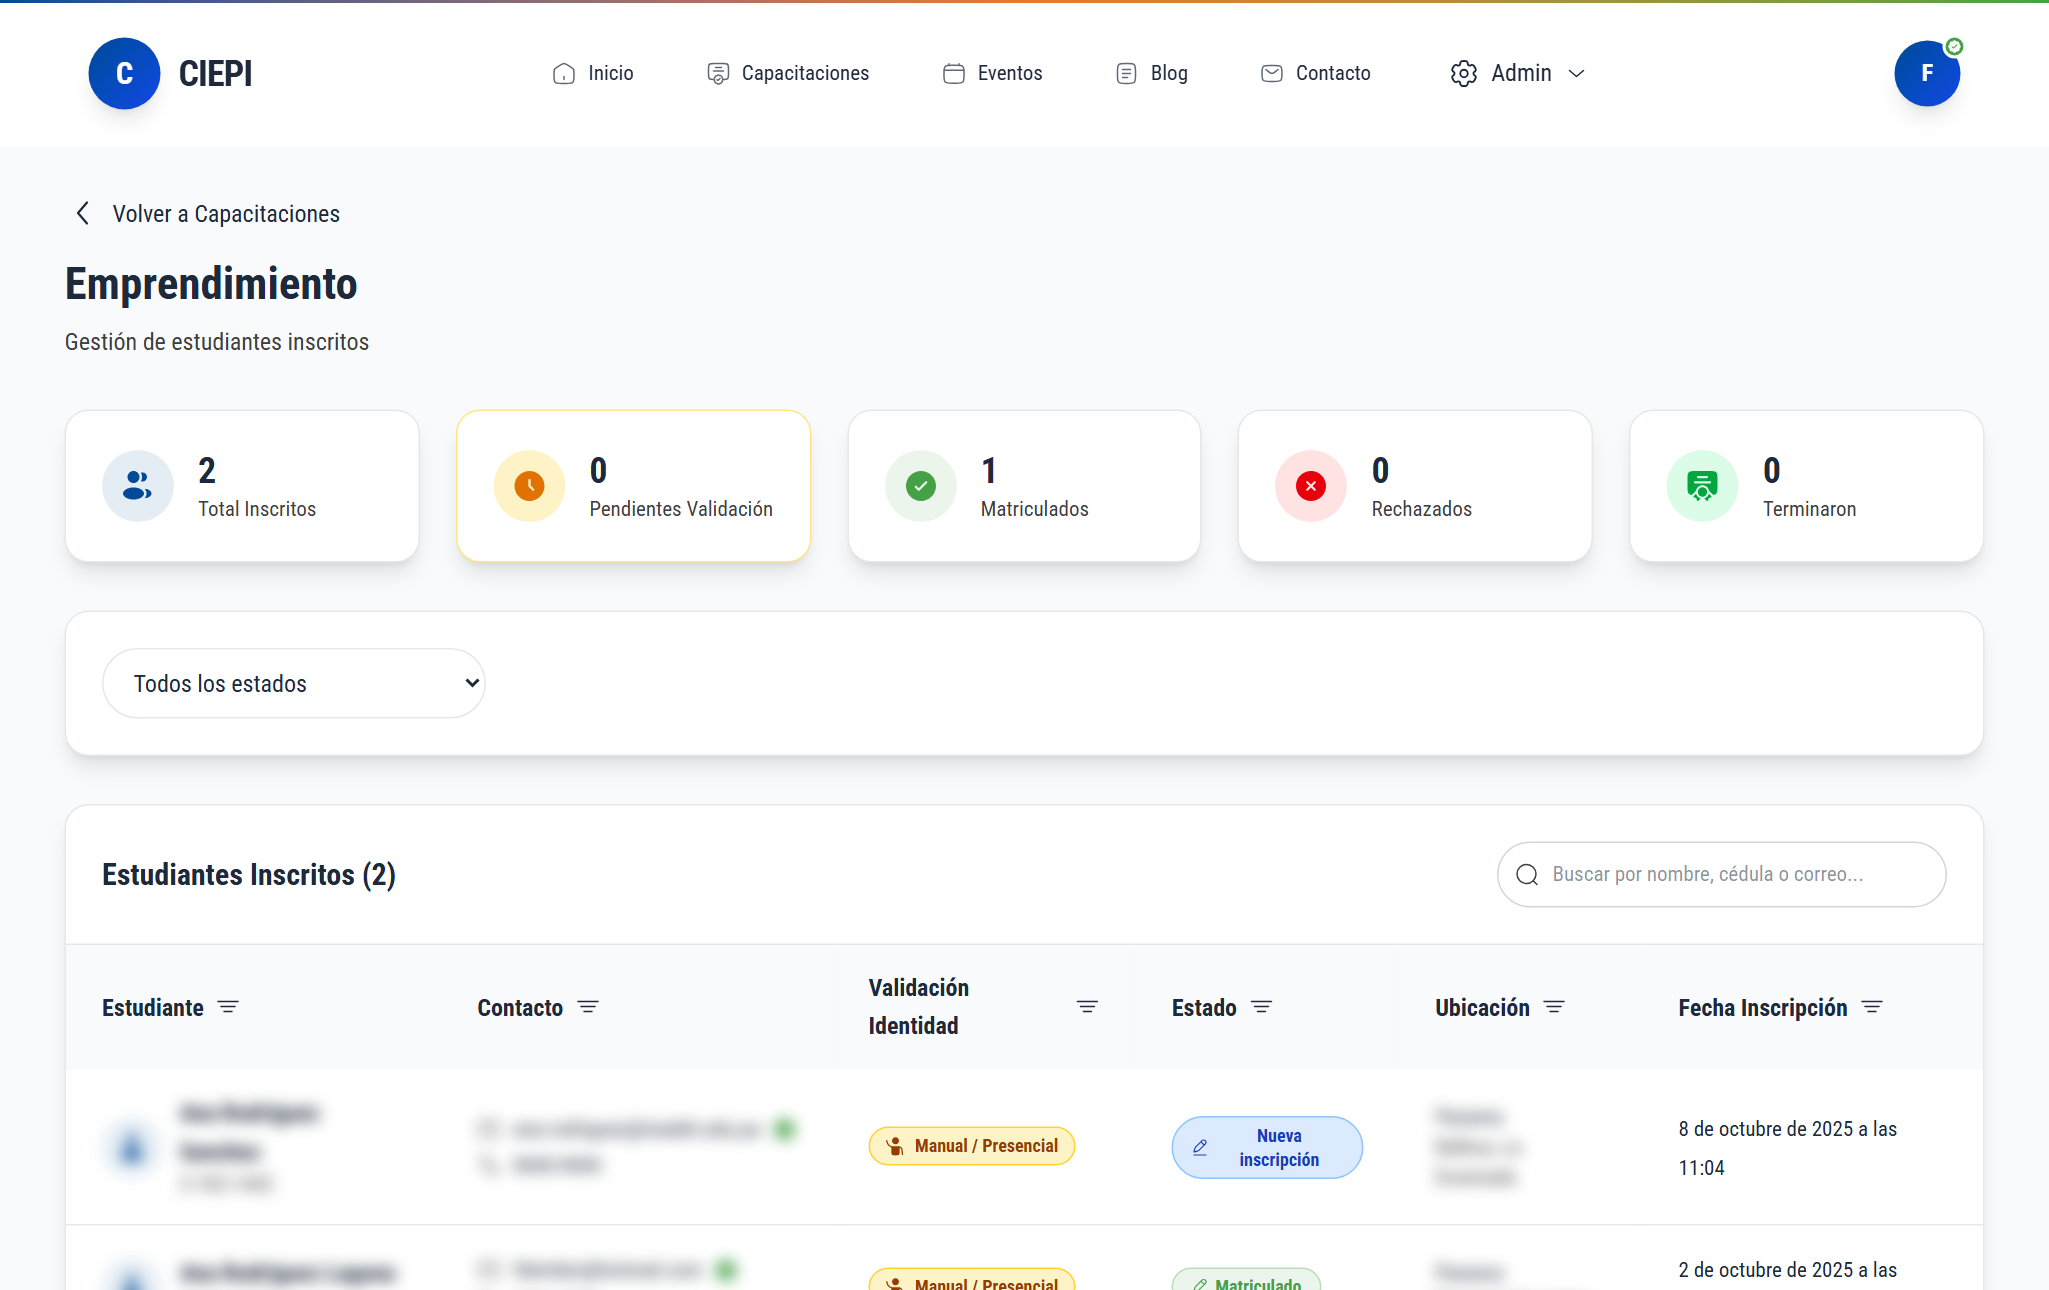 C CIEPI Inicio Capacitaciones Eventos Blog Contacto Admin F
Volver a Capacitaciones
Emprendimiento
Gestión de estudiantes inscritos
2
Total Inscritos
0
Pendientes Validación
1
Matriculados
0
Rechazados
0
Terminaron
Todos los estados
Estudiantes Inscritos (2)
Buscar por nombre, cédula o correo...
Estudiante Contacto Validación Identidad Estado Ubicación Fecha Inscripción
Manual / Presencial
Nueva
inscripción
8 de octubre de 2025 a las
11:04
Manual / Presencial
Matriculado
2 de octubre de 2025 a las